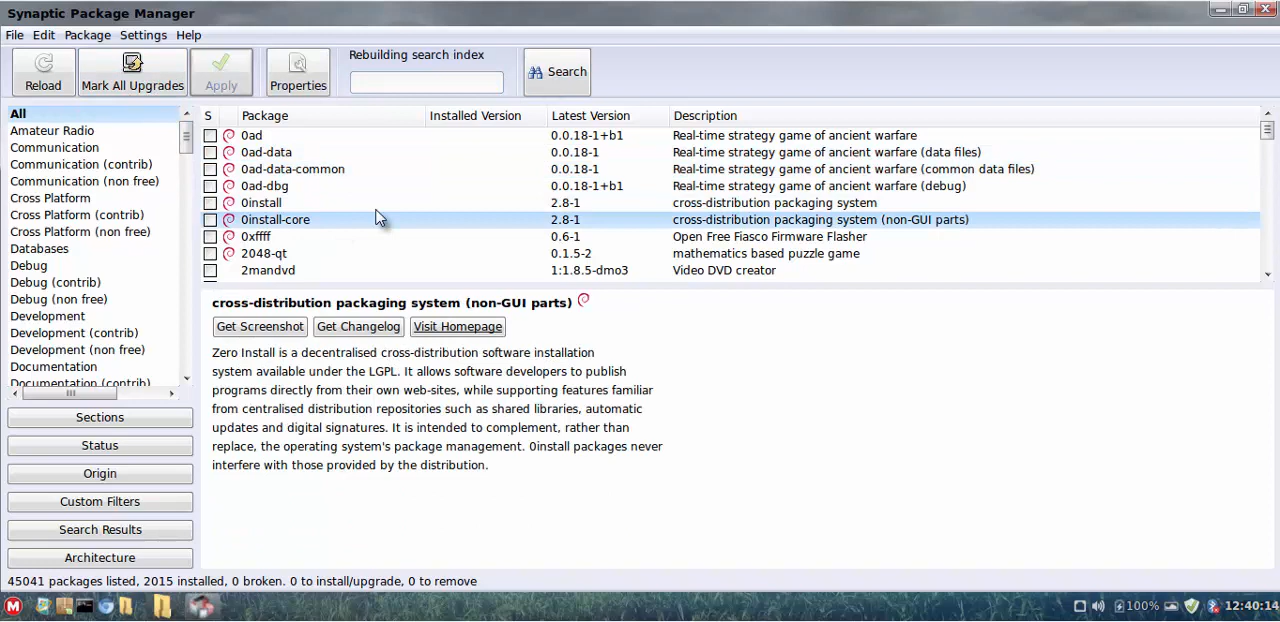 Synaptic Package Manager
File Edit Package Settings Help
Reload Mark All Upgrades Apply Properties Rebuilding search index Search
All
Amateur Radio
Communication
Communication (contrib)
Communication (non free)
Cross Platform
Cross Platform (contrib)
Cross Platform (non free)
Databases
Debug
Debug (contrib)
Debug (non free)
Development
Development (contrib)
Development (non free)
Documentation
Documentation (contrib)
Sections
Status
Origin
Custom Filters
Search Results
Architecture
S Package Installed Version Latest Version Description
0ad 0.0.18-1+b1 Real-time strategy game of ancient warfare
0ad-data 0.0.18-1 Real-time strategy game of ancient warfare (data files)
0ad-data-common 0.0.18-1 Real-time strategy game of ancient warfare (common data files)
0ad-dbg 0.0.18-1+b1 Real-time strategy game of ancient warfare (debug)
0install 2.8-1 cross-distribution packaging system
0install-core 2.8-1 cross-distribution packaging system (non-GUI parts)
0xffff 0.6-1 Open Free Fiasco Firmware Flasher
2048-qt 0.1.5-2 mathematics based puzzle game
2mandvd 1:1.8.5-dmo3 Video DVD creator
cross-distribution packaging system (non-GUI parts)
Get Screenshot Get Changelog Visit Homepage
Zero Install is a decentralised cross-distribution software installation
system available under the LGPL. It allows software developers to publish
programs directly from their own web-sites, while supporting features familiar
from centralised distribution repositories such as shared libraries, automatic
updates and digital signatures. It is intended to complement, rather than
replace, the operating system's package management. 0install packages never
interfere with those provided by the distribution.
45041 packages listed, 2015 installed, 0 broken. 0 to install/upgrade, 0 to remove
M 100% 12:40:14